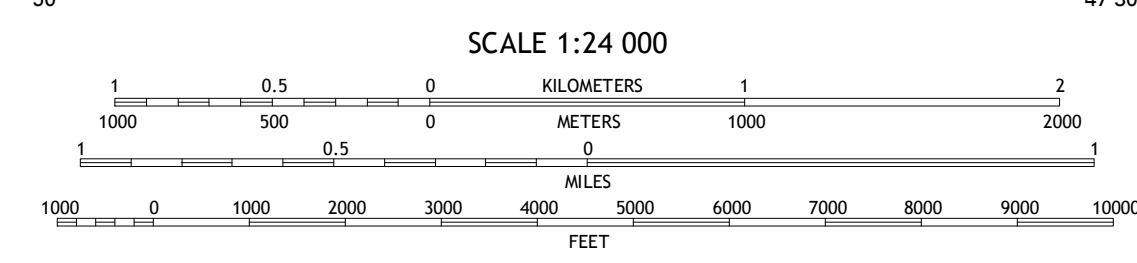 SCALE 1:24 000
1 0.5 0 KILOMETERS 1 2
1000 500 0 METERS 1000 2000
1 0.5 0 1
MILES
1000 0 1000 2000 3000 4000 5000 6000 7000 8000 9000 10000
FEET